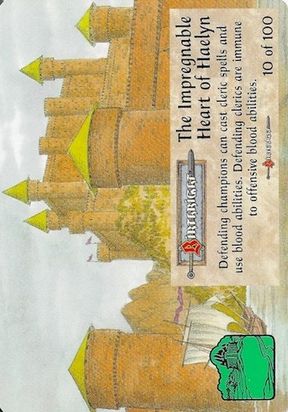 The Impregnable
Heart of Haelyn
BIRTHRIGHT
Defending champions can cast cleric spells and
use blood abilities. Defending clerics are immune
to offensive blood abilities.
10 of 100